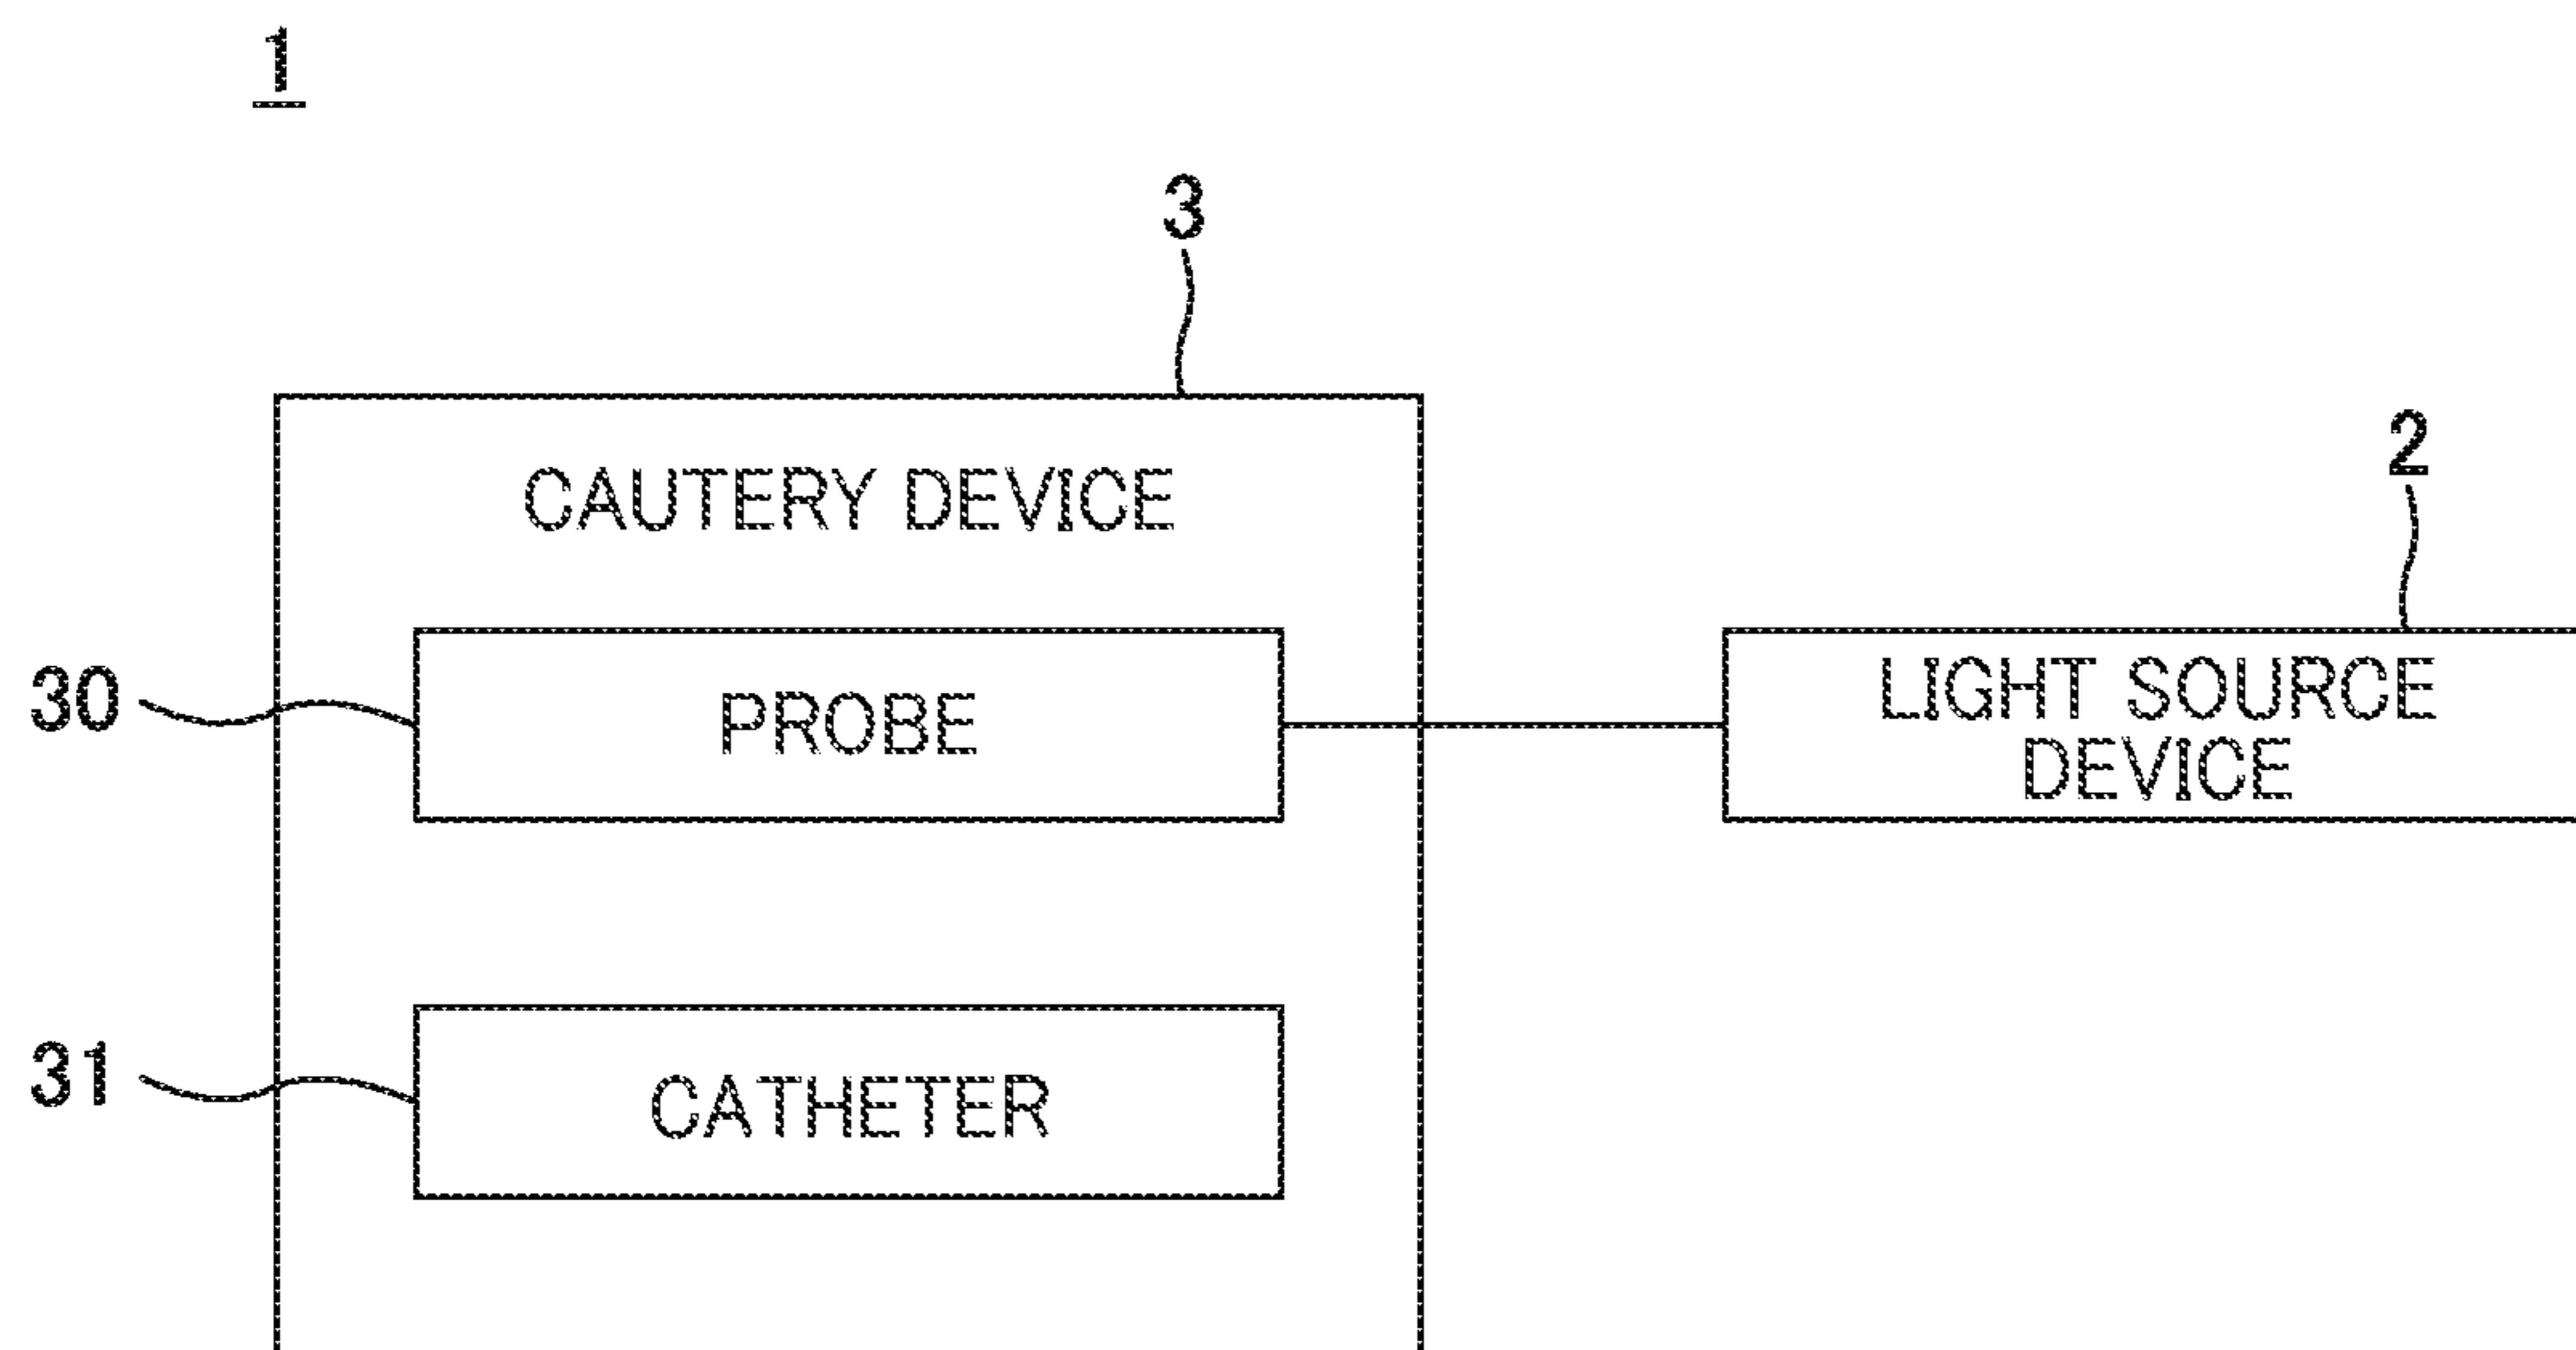 1
3
CAUTERY DEVICE
2
30
PROBE
LIGHT SOURCE
DEVICE
31
CATHETER